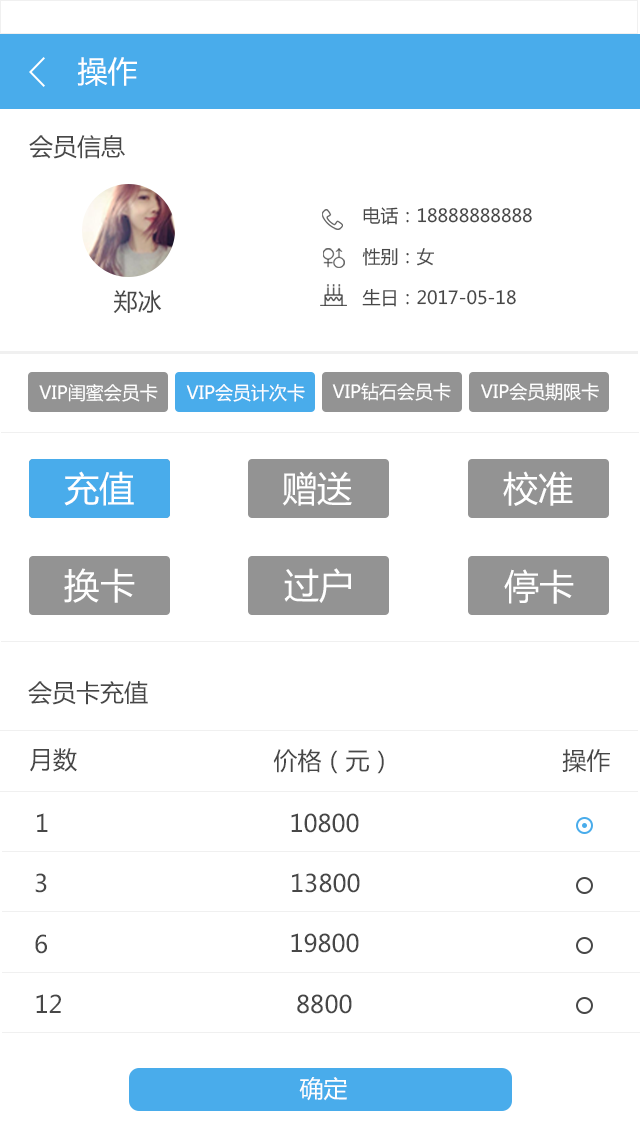 操作
会员信息
郑冰
电话：18888888888
性别：女
生日：2017-05-18
VIP闺蜜会员卡 VIP会员计次卡 VIP钻石会员卡 VIP会员期限卡
充值 赠送 校准
换卡 过户 停卡
会员卡充值
月数 价格（元） 操作
1 10800
3 13800
6 19800
12 8800
确定